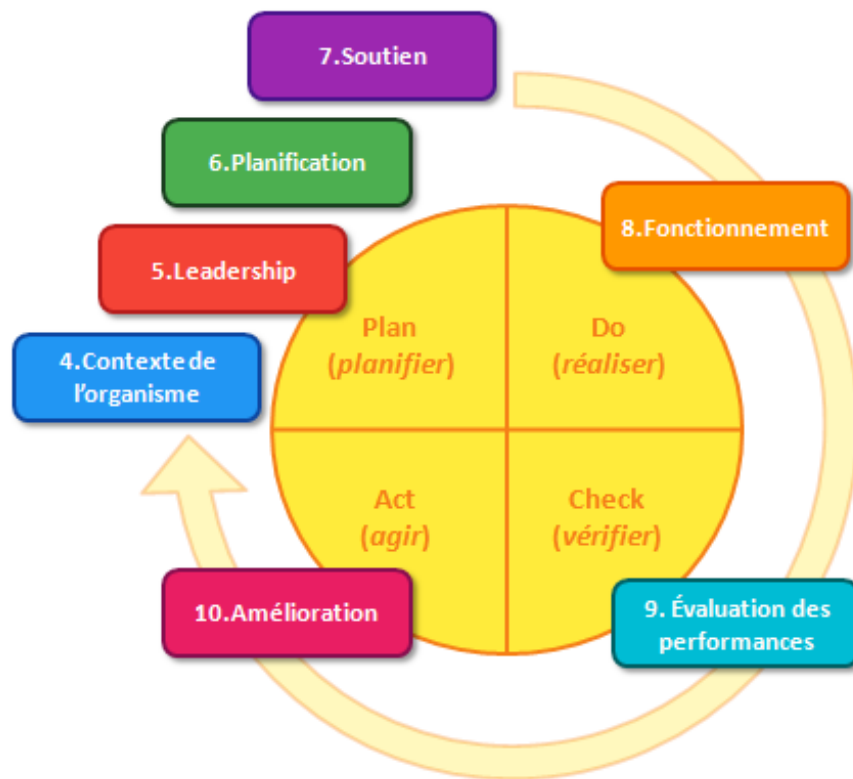 7.Soutien
6.Planification
8.Fonctionnement
5.Leadership
4.Contexte de
l'organisme
Plan
(planifier)
Do
(réaliser)
Act
(agir)
Check
(vérifier)
10.Amélioration
9. Évaluation des
performances